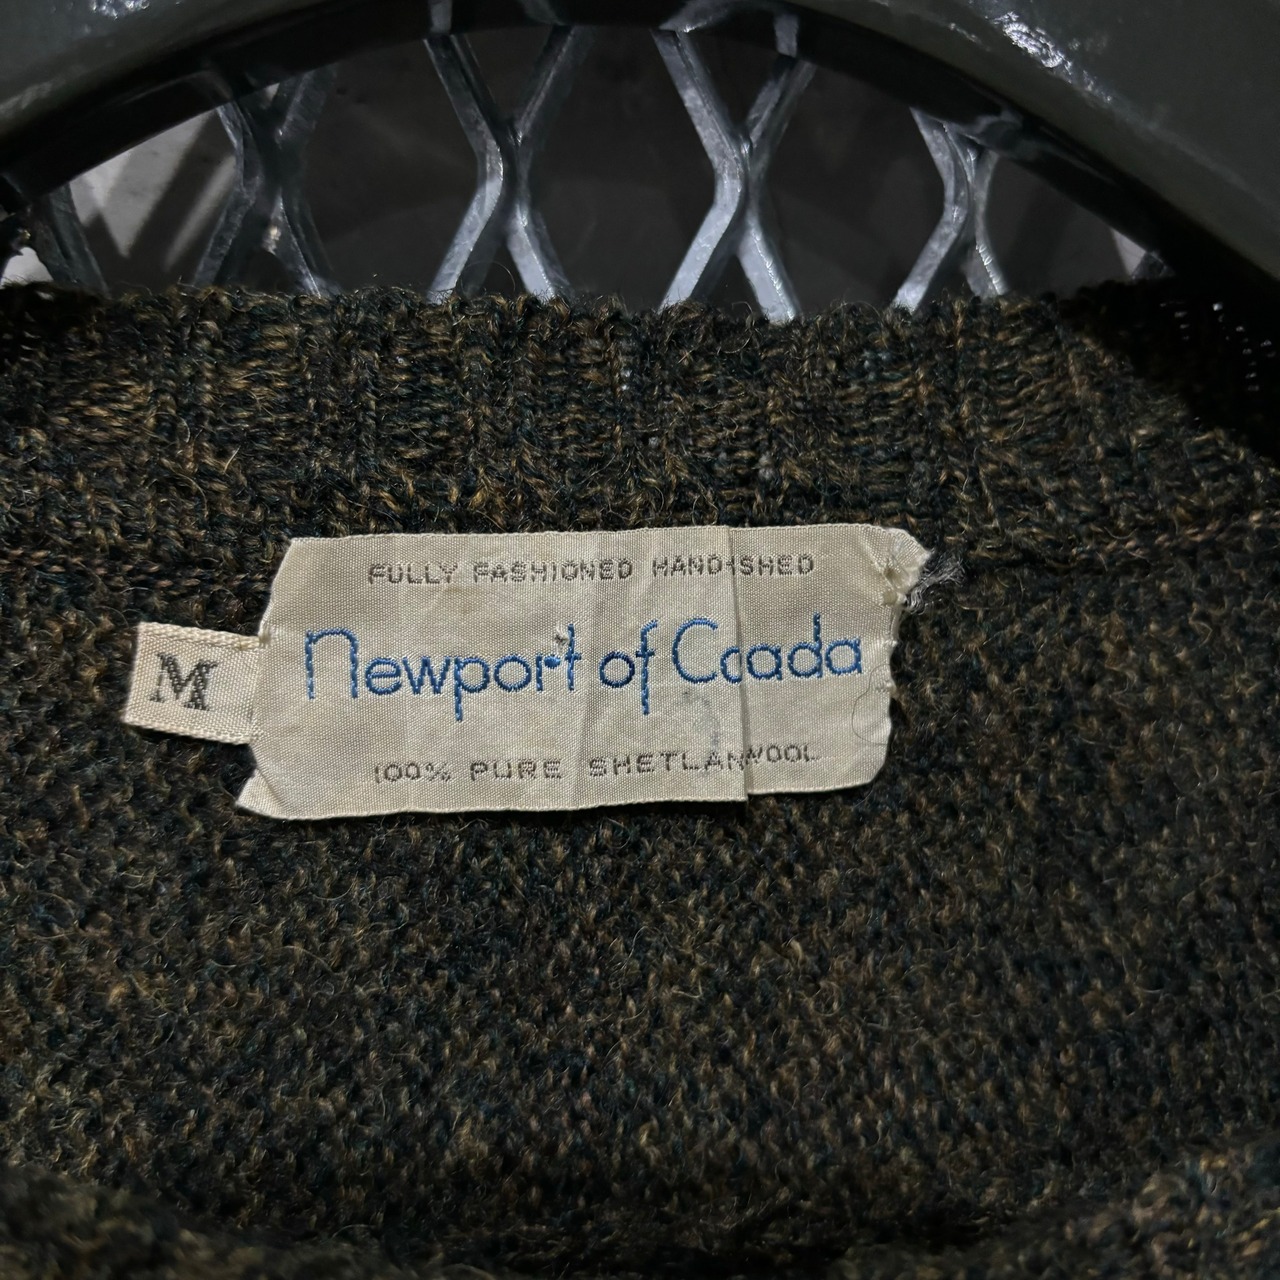 FULLY FASHIONED HAND-SHED
Newport of Caada
M
100% PURE SHETLANWOOL